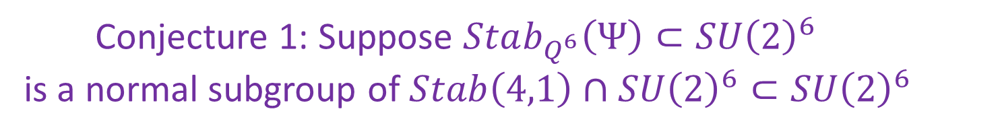 Conjecture 1: Suppose Stab_{Q^6}(Ψ) ⊂ SU(2)^6
is a normal subgroup of Stab(4,1) ∩ SU(2)^6 ⊂ SU(2)^6